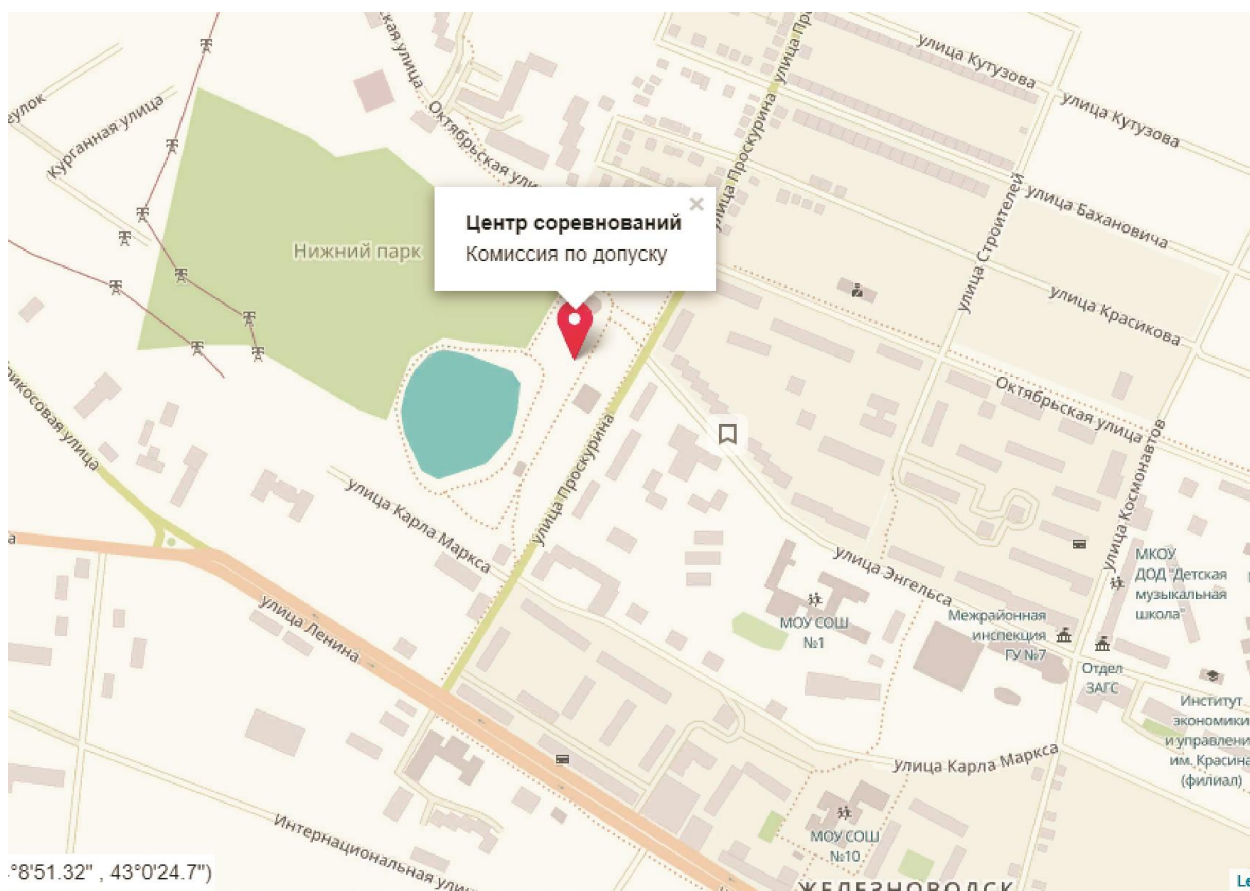 улица Кутузова
улица Кутузова
Курганная улица
Октябрьская
улица Проскурина
улица Бахановича
Центр соревнований
×
Комиссия по допуску
Нижний парк
улица Строителей
улица Красикова
Октябрьская улица
улица Проскурина
улица Космонавтов
улица Карла Маркса
улица Энгельса
МКОУ
ДОД "Детская
музыкальная
школа"
МОУ СОШ
№1
Межрайонная
инспекция
ГУ №7
Отдел
ЗАГС
улица Ленина
Институт
экономики
и управлени
им. Красина
(филиал)
улица Карла Маркса
МОУ СОШ
№10
Интернациональная ули
°8'51.32" , 43°0'24.7")
ЖЕЛЕЗНОВОДСК
Le